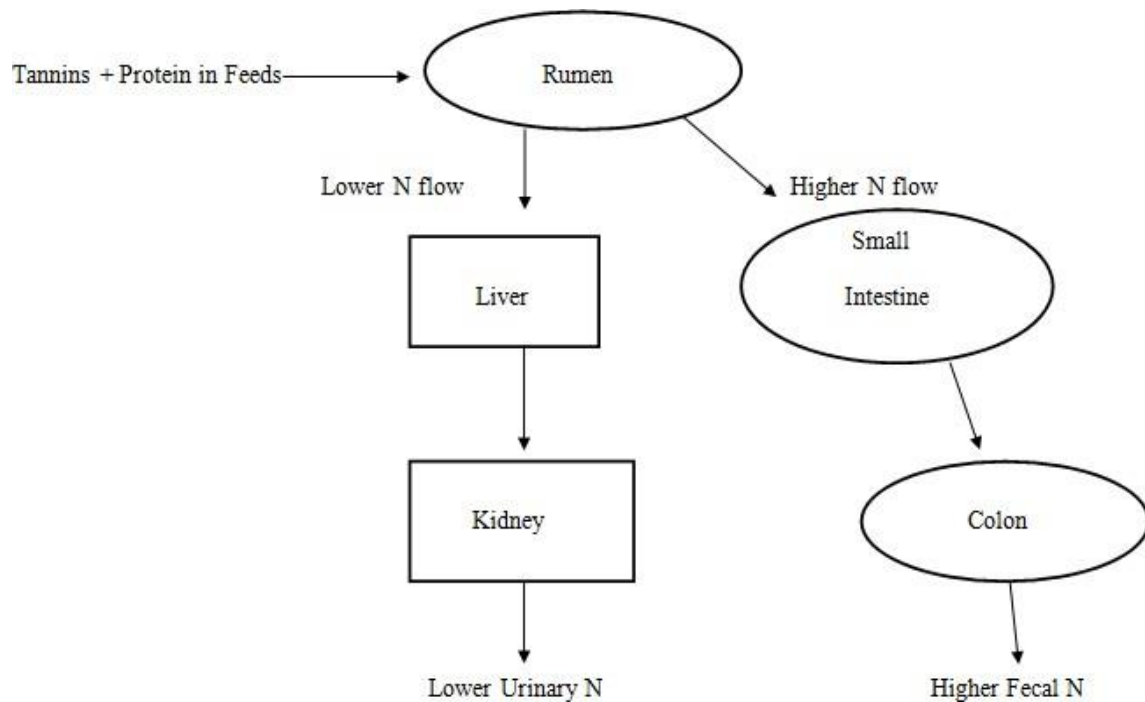 Tannins + Protein in Feeds
Rumen
Lower N flow
Higher N flow
Small
Intestine
Liver
Kidney
Colon
Lower Urinary N
Higher Fecal N